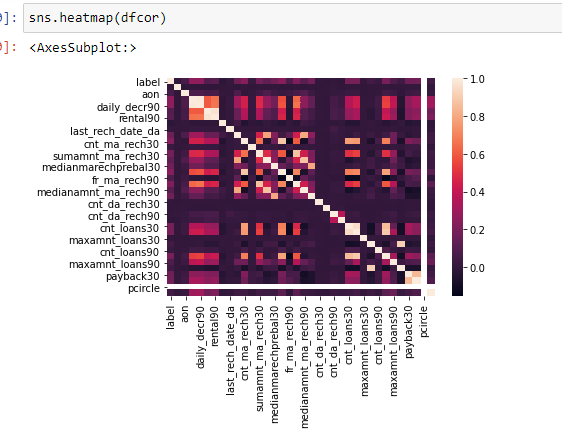 ]: sns.heatmap(dfcor)
]: <AxesSubplot:>
label
aon
daily_decr90
rental90
last_rech_date_da
cnt_ma_rech30
sumamnt_ma_rech30
medianmarechprebal30
fr_ma_rech90
medianamnt_ma_rech90
cnt_da_rech30
cnt_da_rech90
cnt_loans30
maxamnt_loans30
cnt_loans90
maxamnt_loans90
payback30
pcircle
1.0
0.8
0.6
0.4
0.2
0.0
label
aon
daily_decr90
rental90
last_rech_date_da
cnt_ma_rech30
sumamnt_ma_rech30
medianmarechprebal30
fr_ma_rech90
medianamnt_ma_rech90
cnt_da_rech30
cnt_da_rech90
cnt_loans30
maxamnt_loans30
cnt_loans90
maxamnt_loans90
payback30
pcircle